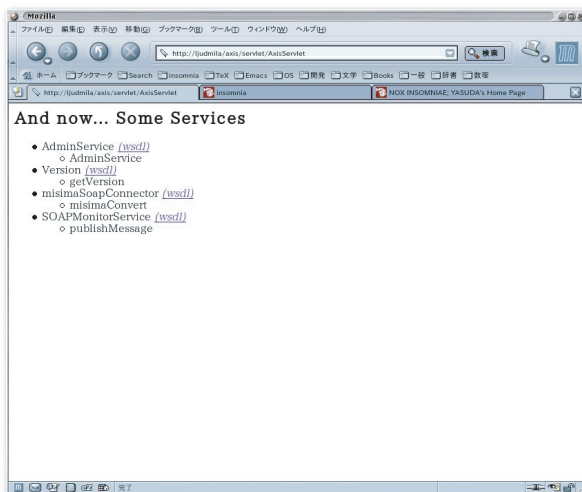 Mozilla
ファイル(F) 編集(E) 表示(V) 移動(G) ブックマーク(B) ツール(T) ウィンドウ(W) ヘルプ(H)
http://ljudmila/axis/servlet/AxisServlet 検索
ホーム ブックマーク Search insomnia TeX Emacs OS 開発 文学 Books 一般 辞書 数理
http://ljudmila/axis/servlet/AxisServlet insomnia NOX INSOMNIAE; YASUDA's Home Page
And now... Some Services
AdminService (wsdl)
AdminService
Version (wsdl)
getVersion
misimaSoapConnector (wsdl)
misimaConvert
SOAPMonitorService (wsdl)
publishMessage
完了